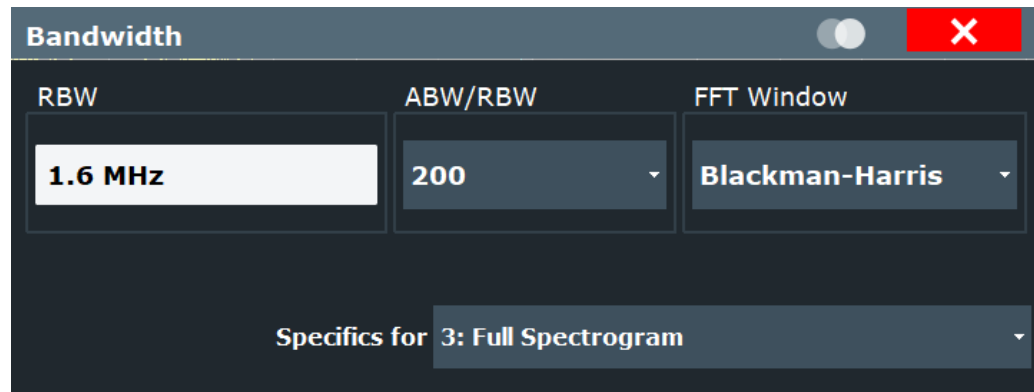 Bandwidth
RBW ABW/RBW FFT Window
1.6 MHz 200 Blackman-Harris
Specifics for 3: Full Spectrogram